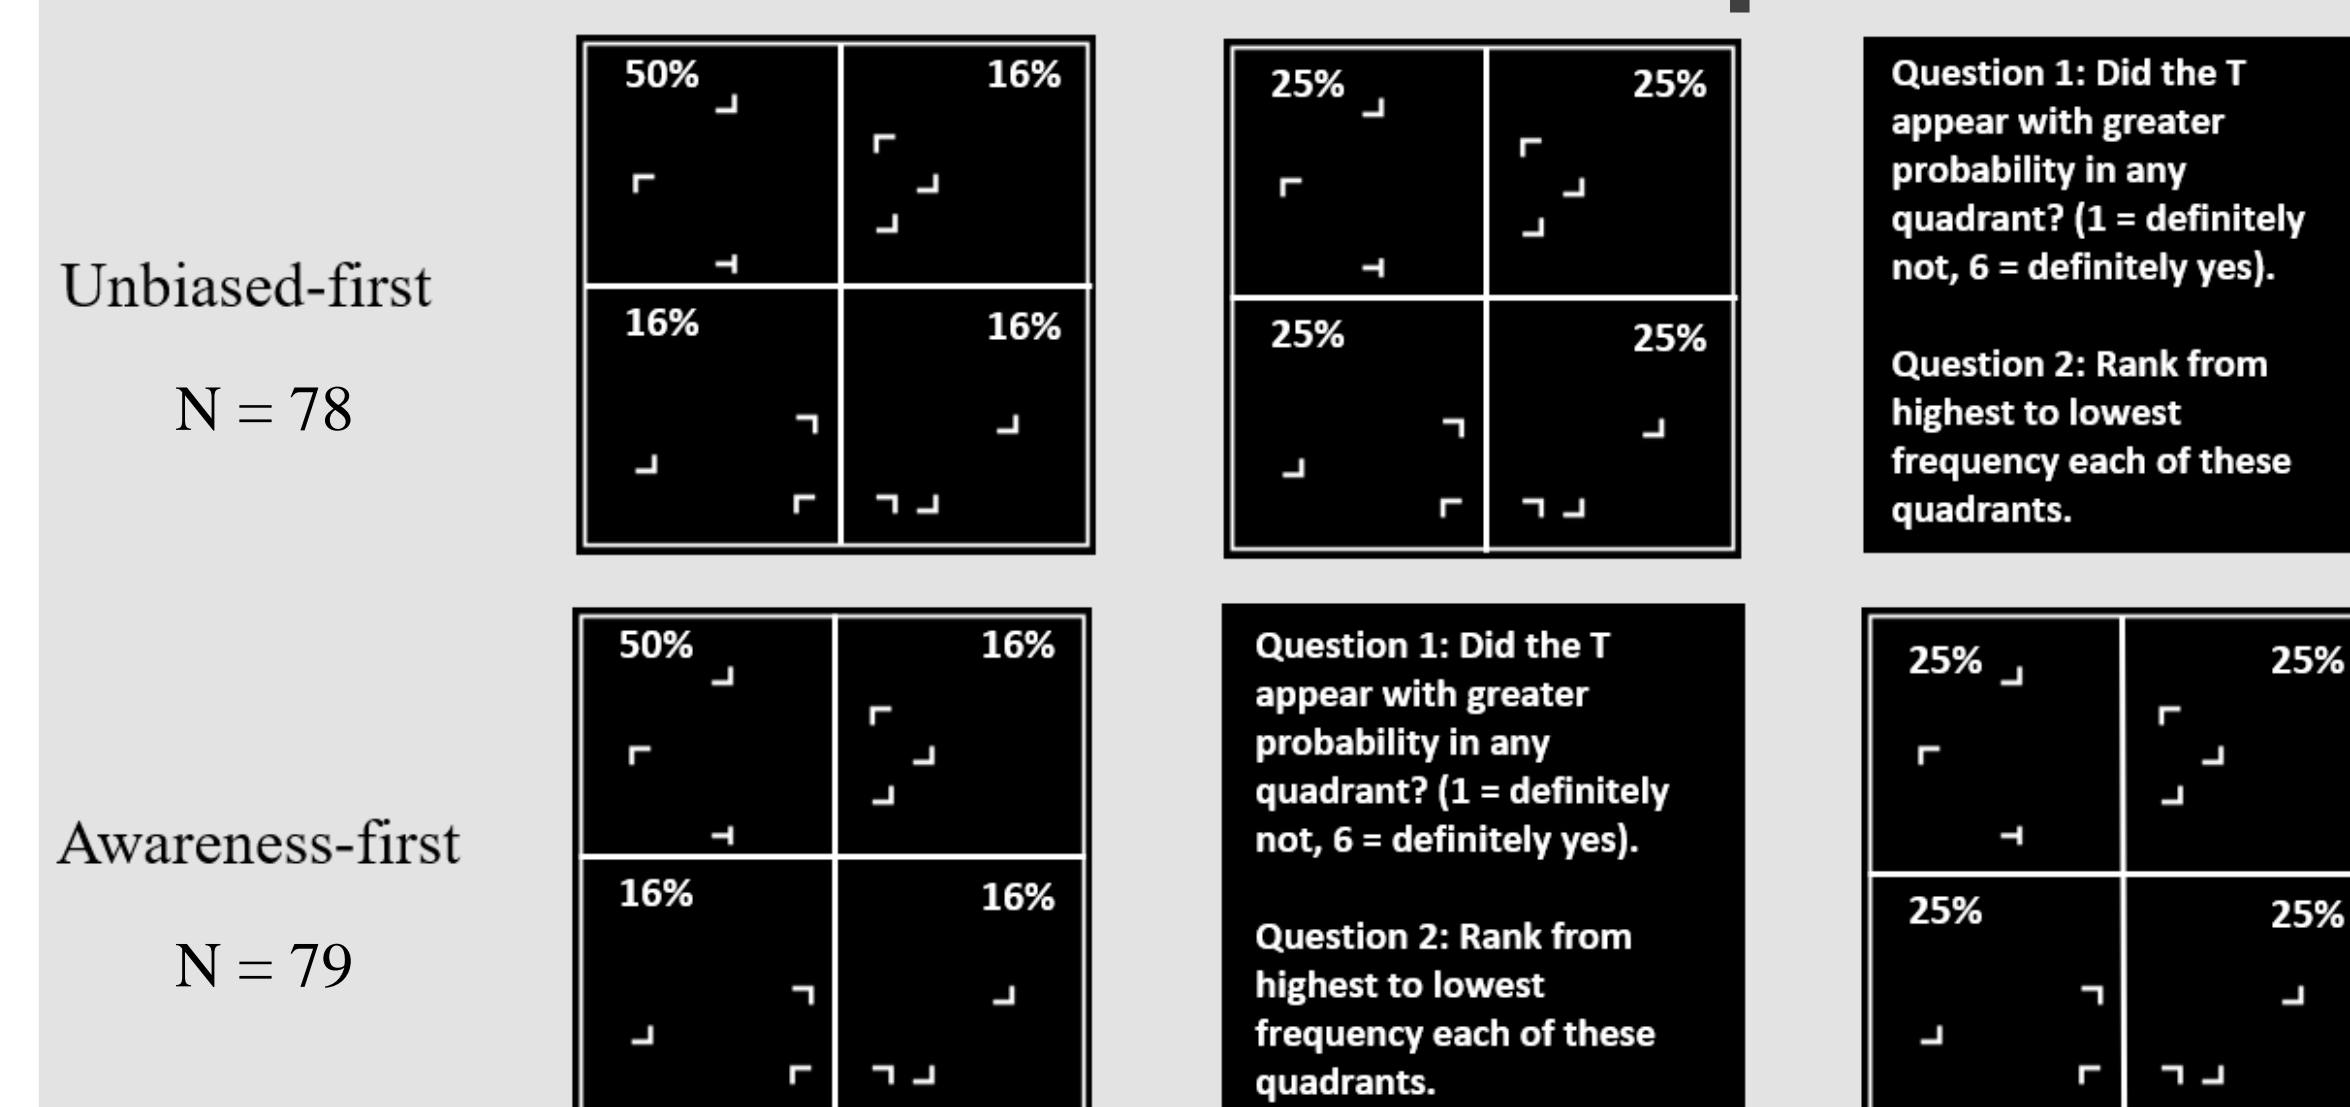 Unbiased-first
N = 78
50%
16%
16%
16%
25%
25%
25%
25%
Question 1: Did the T
appear with greater
probability in any
quadrant? (1 = definitely
not, 6 = definitely yes).
Question 2: Rank from
highest to lowest
frequency each of these
quadrants.
Awareness-first
N = 79
50%
16%
16%
16%
Question 1: Did the T
appear with greater
probability in any
quadrant? (1 = definitely
not, 6 = definitely yes).
Question 2: Rank from
highest to lowest
frequency each of these
quadrants.
25%
25%
25%
25%